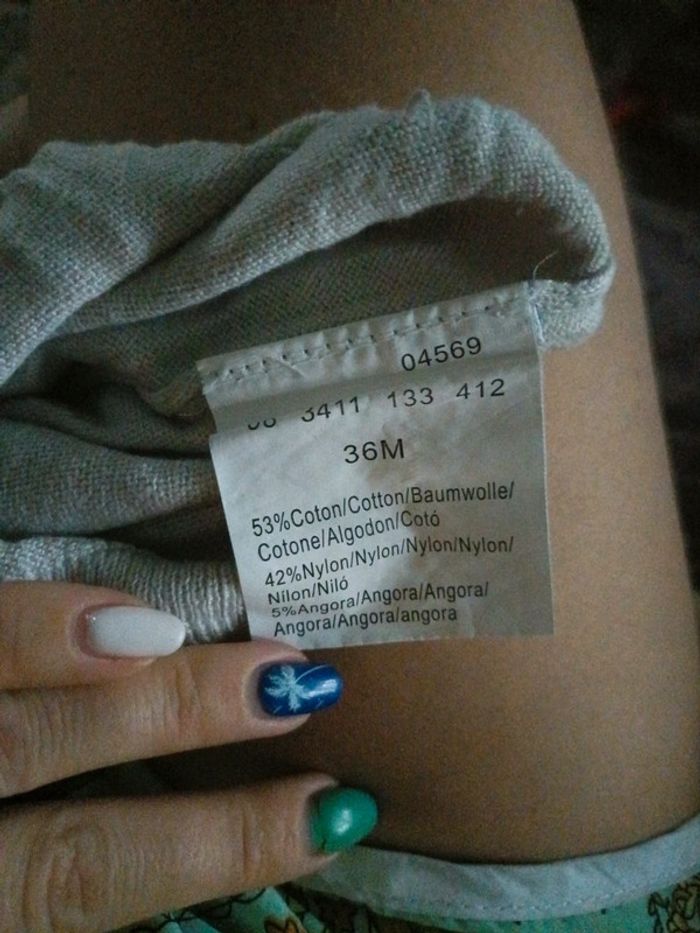 04569
08 3411 133 412
36M
53%Coton/Cotton/Baumwolle/
Cotone/Algodon/Cotó
42%Nylon/Nylon/Nylon/Nylon/
Nilon/Niló
5%Angora/Angora/Angora/
Angora/Angora/angora